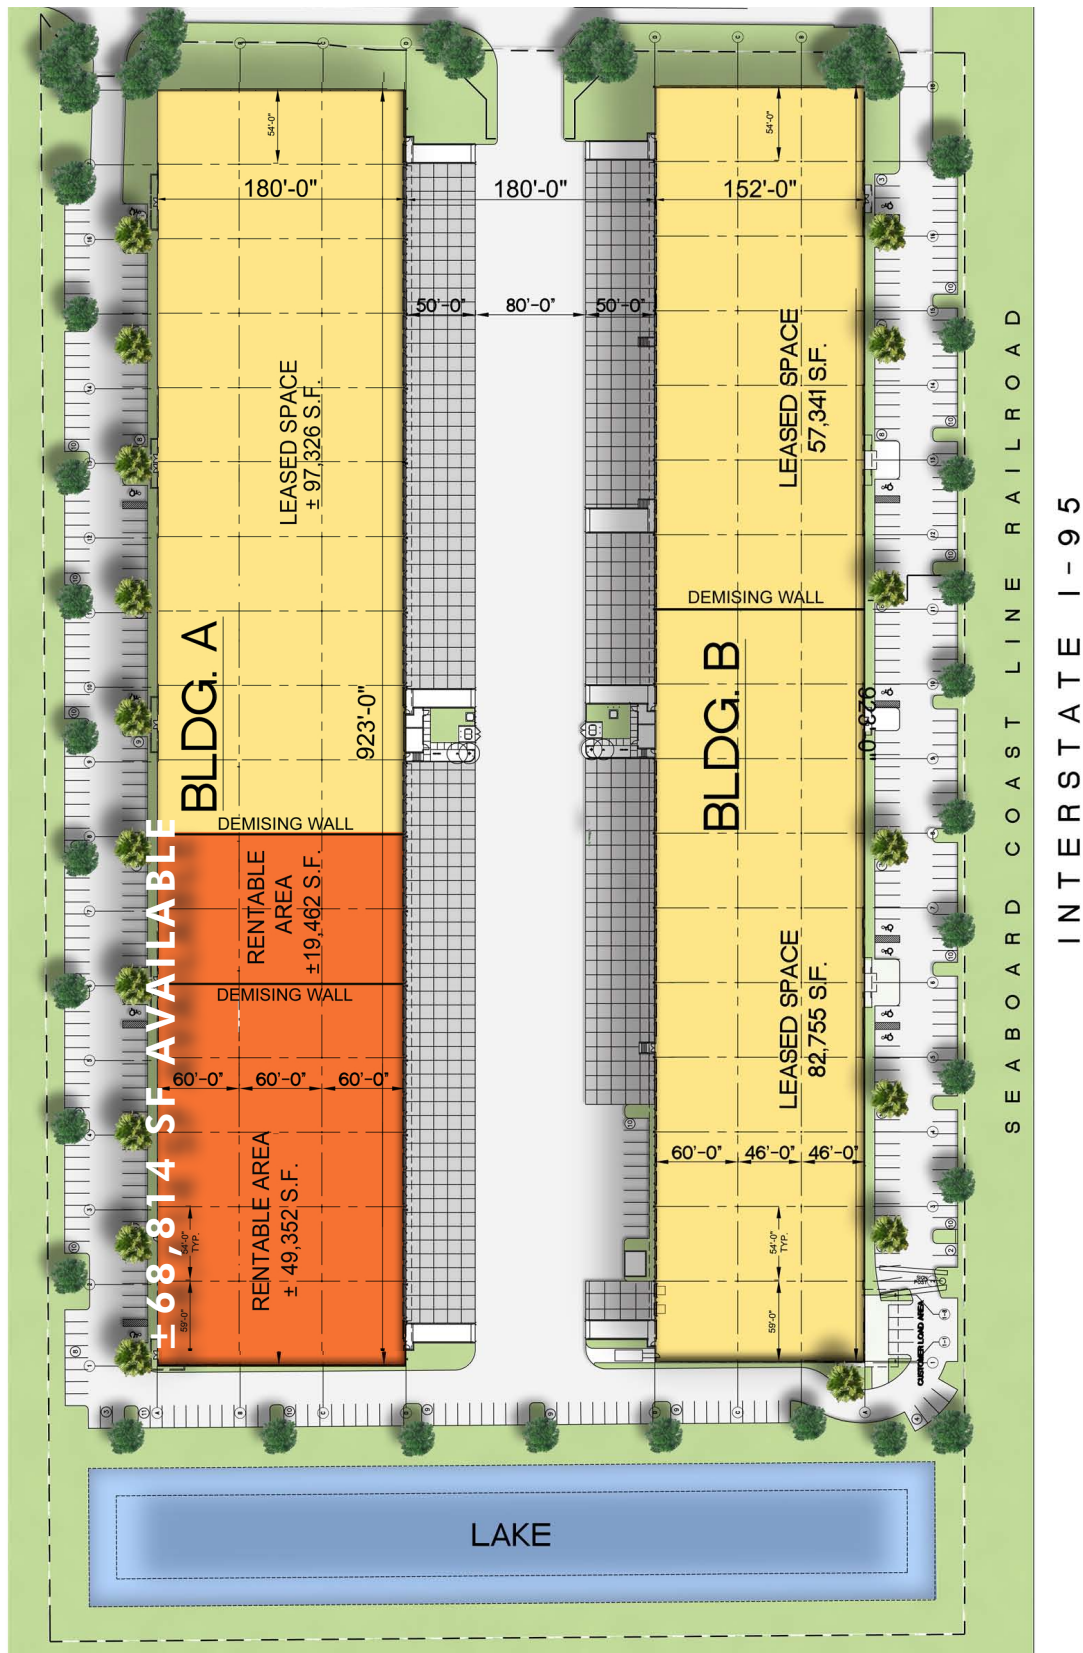 54'-0"
54'-0"
180'-0"
180'-0"
152'-0"
50'-0"
80'-0"
50'-0"
LEASED SPACE
± 97,326 S.F.
LEASED SPACE
57,341 S.F.
DEMISING WALL
BLDG. A
923'-0"
BLDG. B
923'-0"
DEMISING WALL
RENTABLE
AREA
±19,462 S.F.
DEMISING WALL
±68,814 SF AVAILABLE
60'-0"
60'-0"
60'-0"
LEASED SPACE
82,755 S.F.
RENTABLE AREA
± 49,352 S.F.
60'-0"
46'-0"
46'-0"
54'-0"
TYP.
54'-0"
TYP.
59'-0"
59'-0"
CUSTOMER LOAD AREA
LAKE
SEABOARD COAST LINE RAILROAD
INTERSTATE I-95